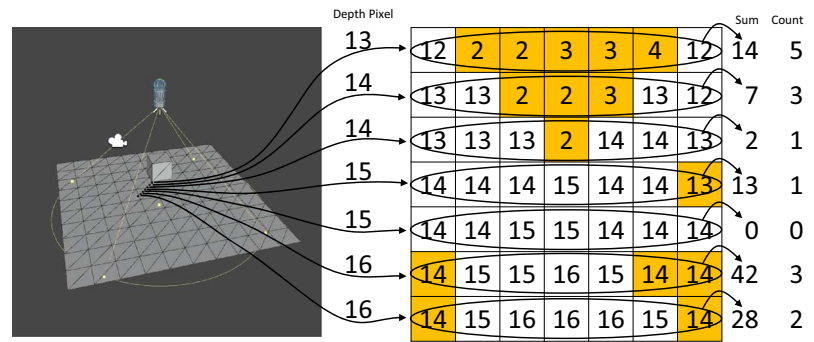 Depth Pixel Sum Count
13 12 2 2 3 3 4 12 14 5
14 13 13 2 2 3 13 12 7 3
14 13 13 13 2 14 14 13 2 1
15 14 14 14 15 14 14 13 13 1
15 14 14 15 15 14 14 14 0 0
16 14 15 15 16 15 14 14 42 3
16 14 15 16 16 16 15 14 28 2